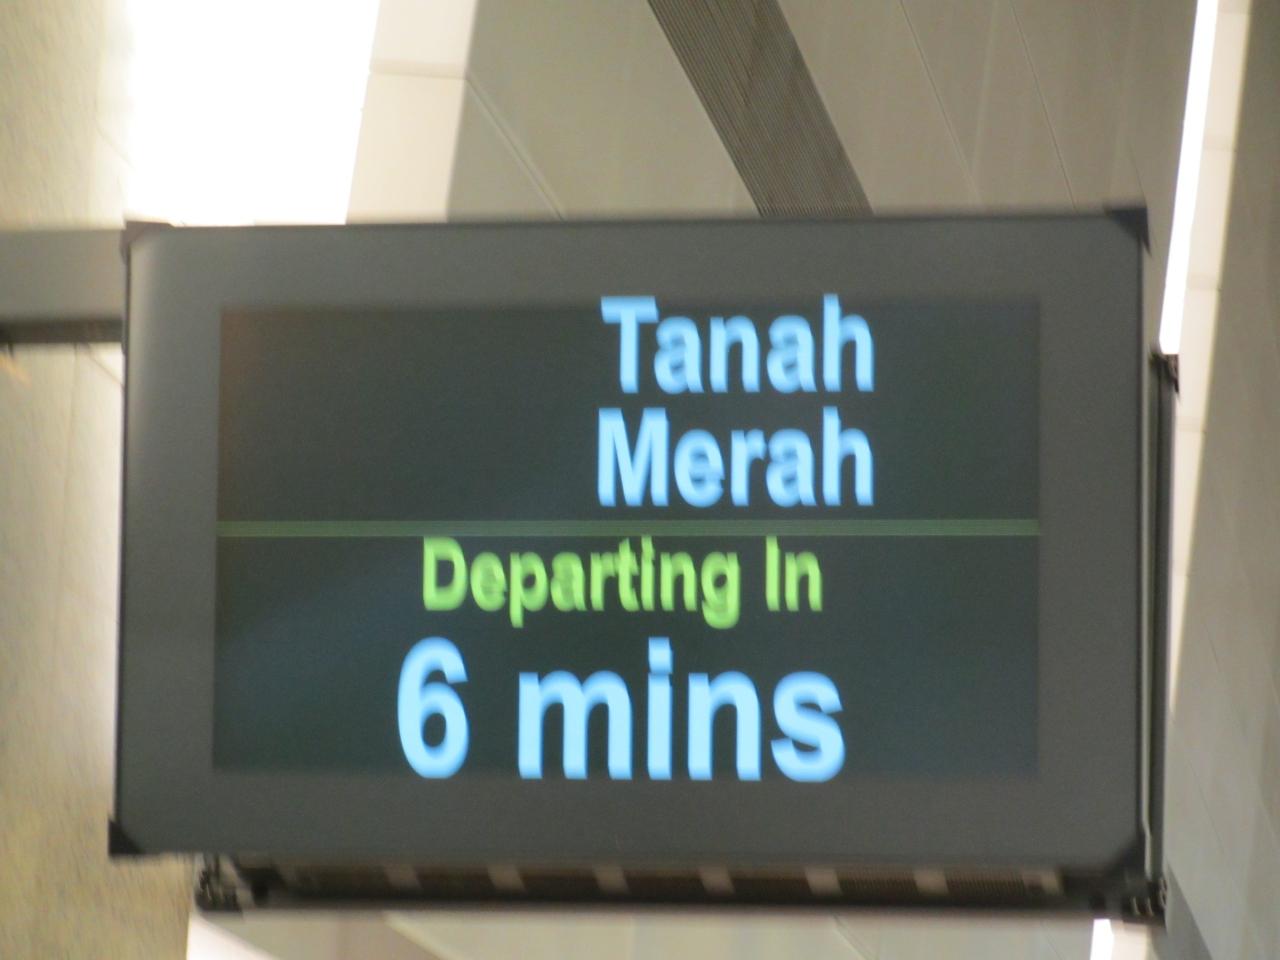 Tanah
Merah
Departing In
6 mins